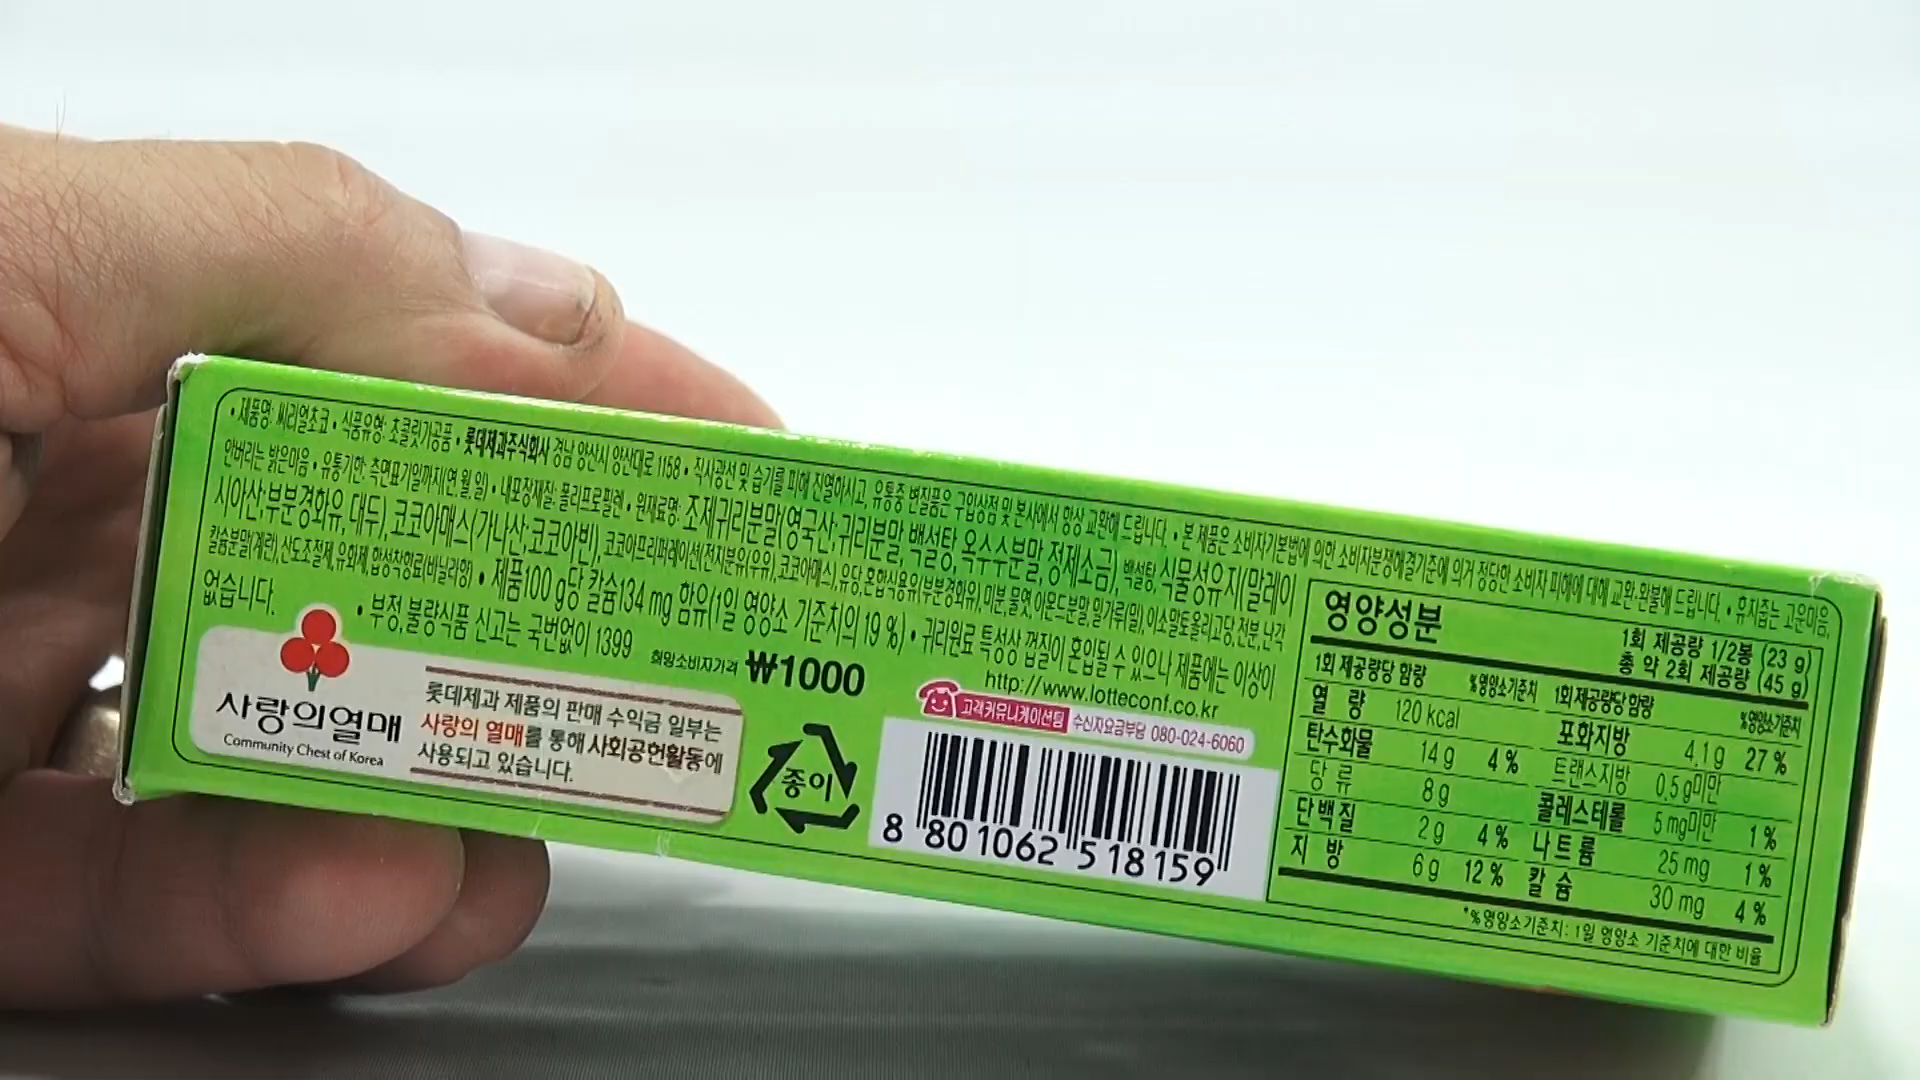 • 제품명: 씨리얼초코 • 식품유형: 초콜릿가공품 • 롯데제과주식회사 경남 양산시 양산대로 1158 • 직사광선 및 습기를 피해 진열하시고, 유통중 변질품은 구입상점 및 본사에서 항상 교환해 드립니다. • 본 제품은 소비자기본법에 의한 소비자분쟁해결기준에 의거 정당한 소비자 피해에 대해 교환·환불해 드립니다. • 휴지줍는 고운마음,
안버리는 밝은마음 • 유통기한: 측면표기일까지(연,월,일) • 내포장재질: 폴리프로필렌 • 원재료명: 조제귀리분말(영국산;귀리분말, 백설탕, 옥수수분말, 정제소금), 백설탕, 식물성유지(말레이
시아산;부분경화유, 대두), 코코아매스(가나산;코코아빈), 코코아프리퍼레이션(전지분유(우유), 코코아매스), 유당, 혼합식용유(부분경화유), 미분, 물엿, 아몬드분말, 밀가루(밀), 이소말토올리고당, 전분, 난각
칼슘분말(계란), 산도조절제, 유화제, 합성착향료(바닐라향) • 제품100 g당 칼슘134 mg 함유(1일 영양소 기준치의 19 %) • 귀리원료 특성상 껍질이 혼입될 수 있으나 제품에는 이상이
없습니다. • 부정,불량식품 신고는 국번없이 1399
희망소비자가격 ₩1000
http://www.lotteconf.co.kr
고객커뮤니케이션팀 수신자요금부담 080-024-6060
사랑의열매
Community Chest of Korea
롯데제과 제품의 판매 수익금 일부는
사랑의 열매를 통해 사회공헌활동에
사용되고 있습니다.
종이
8 801062 518159
영양성분
1회 제공량 1/2봉 (23 g)
총 약 2회 제공량 (45 g)
1회 제공량당 함량 %영양소기준치 1회 제공량당 함량 %영양소기준치
열 량 120 kcal 포화지방 4.1 g 27 %
탄수화물 14 g 4 % 트랜스지방 0.5 g미만
당 류 8 g 콜레스테롤 5 mg미만 1 %
단백질 2 g 4 % 나트륨 25 mg 1 %
지 방 6 g 12 % 칼 슘 30 mg 4 %
*%영양소기준치: 1일 영양소 기준치에 대한 비율